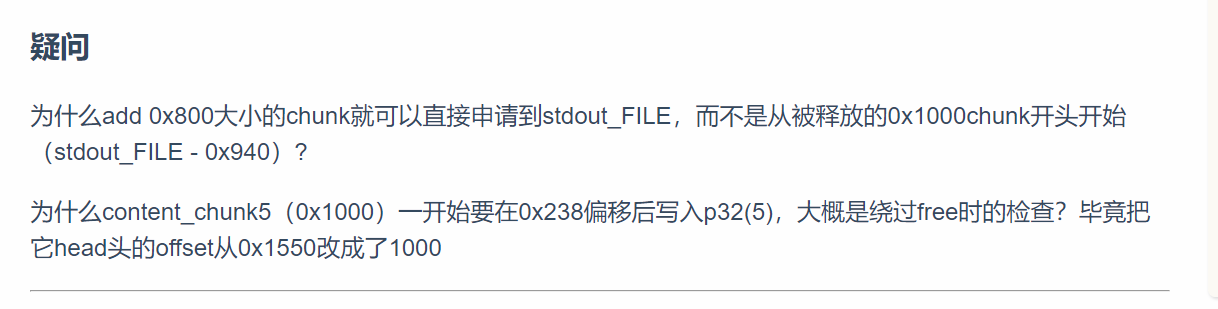 疑问
为什么add 0x800大小的chunk就可以直接申请到stdout_FILE，而不是从被释放的0x1000chunk开头开始
（stdout_FILE - 0x940）?
为什么content_chunk5（0x1000）一开始要在0x238偏移后写入p32(5)，大概是绕过free时的检查？毕竟把
它head头的offset从0x1550改成了1000